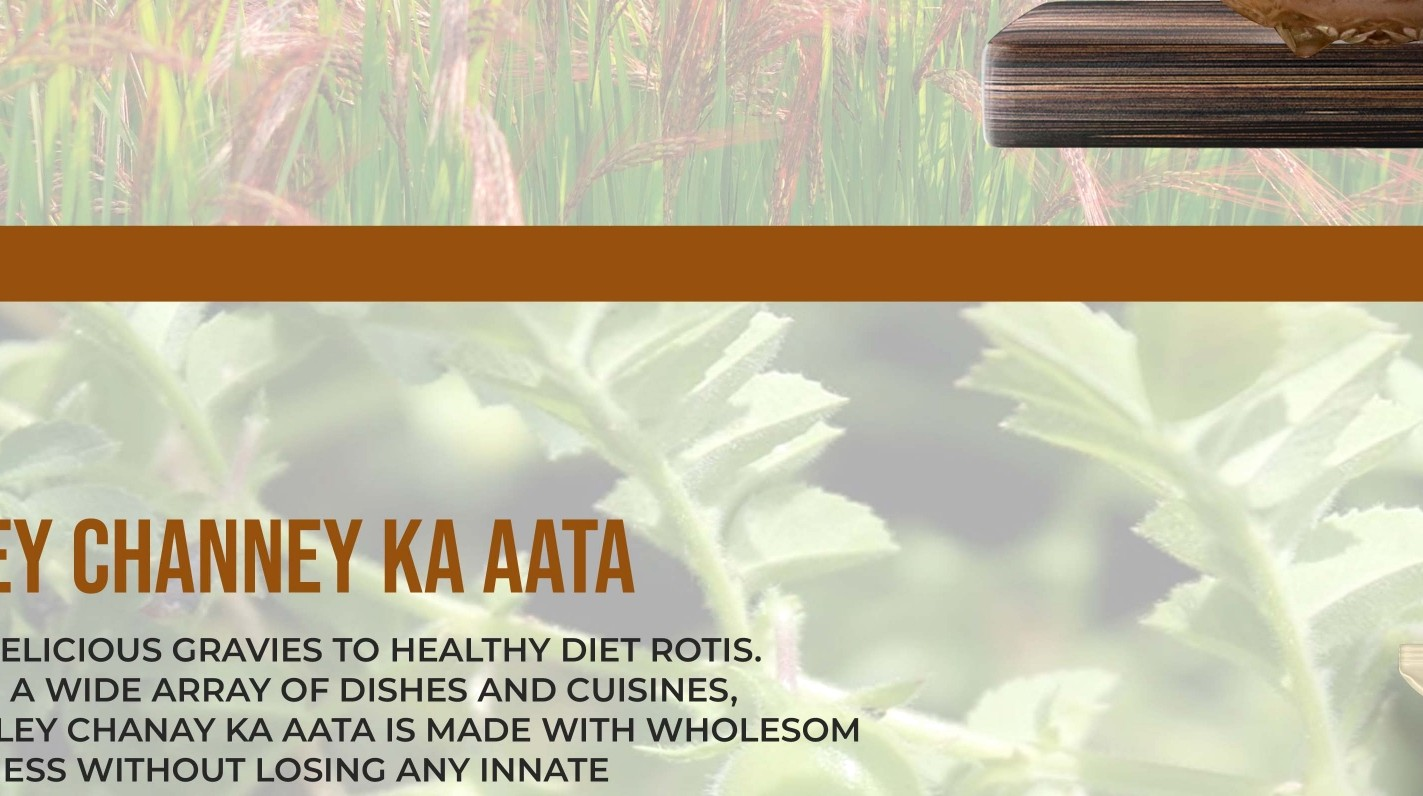 EY CHANNEY KA AATA
ELICIOUS GRAVIES TO HEALTHY DIET ROTIS.
A WIDE ARRAY OF DISHES AND CUISINES,
LEY CHANAY KA AATA IS MADE WITH WHOLESOM
ESS WITHOUT LOSING ANY INNATE